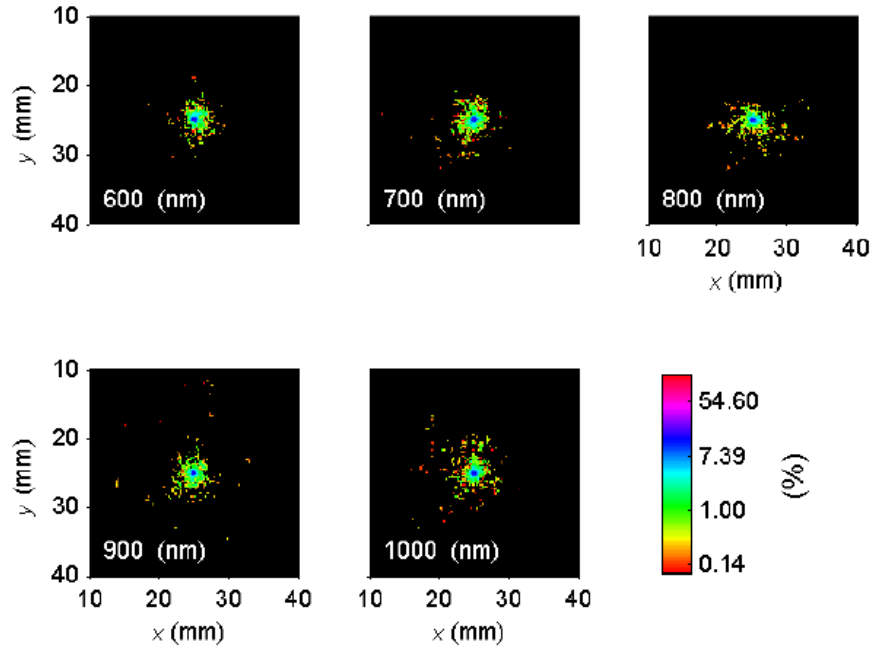 10
20
30
40
y (mm)
600 (nm)
700 (nm)
800 (nm)
10 20 30 40
x (mm)
10
20
30
40
y (mm)
900 (nm)
1000 (nm)
10 20 30 40
10 20 30 40
x (mm)
x (mm)
54.60
7.39
1.00
0.14
(%)